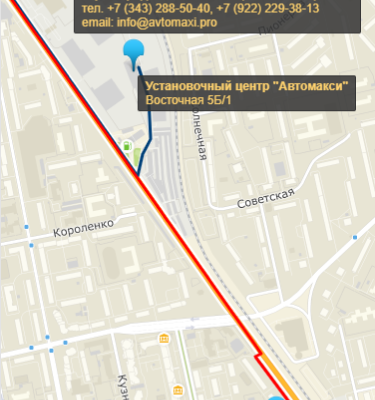 тел. +7 (343) 288-50-40, +7 (922) 229-38-13
email: info@avtomaxi.pro
Установочный центр "Автомакси"
Восточная 5Б/1
Советская
Короленко